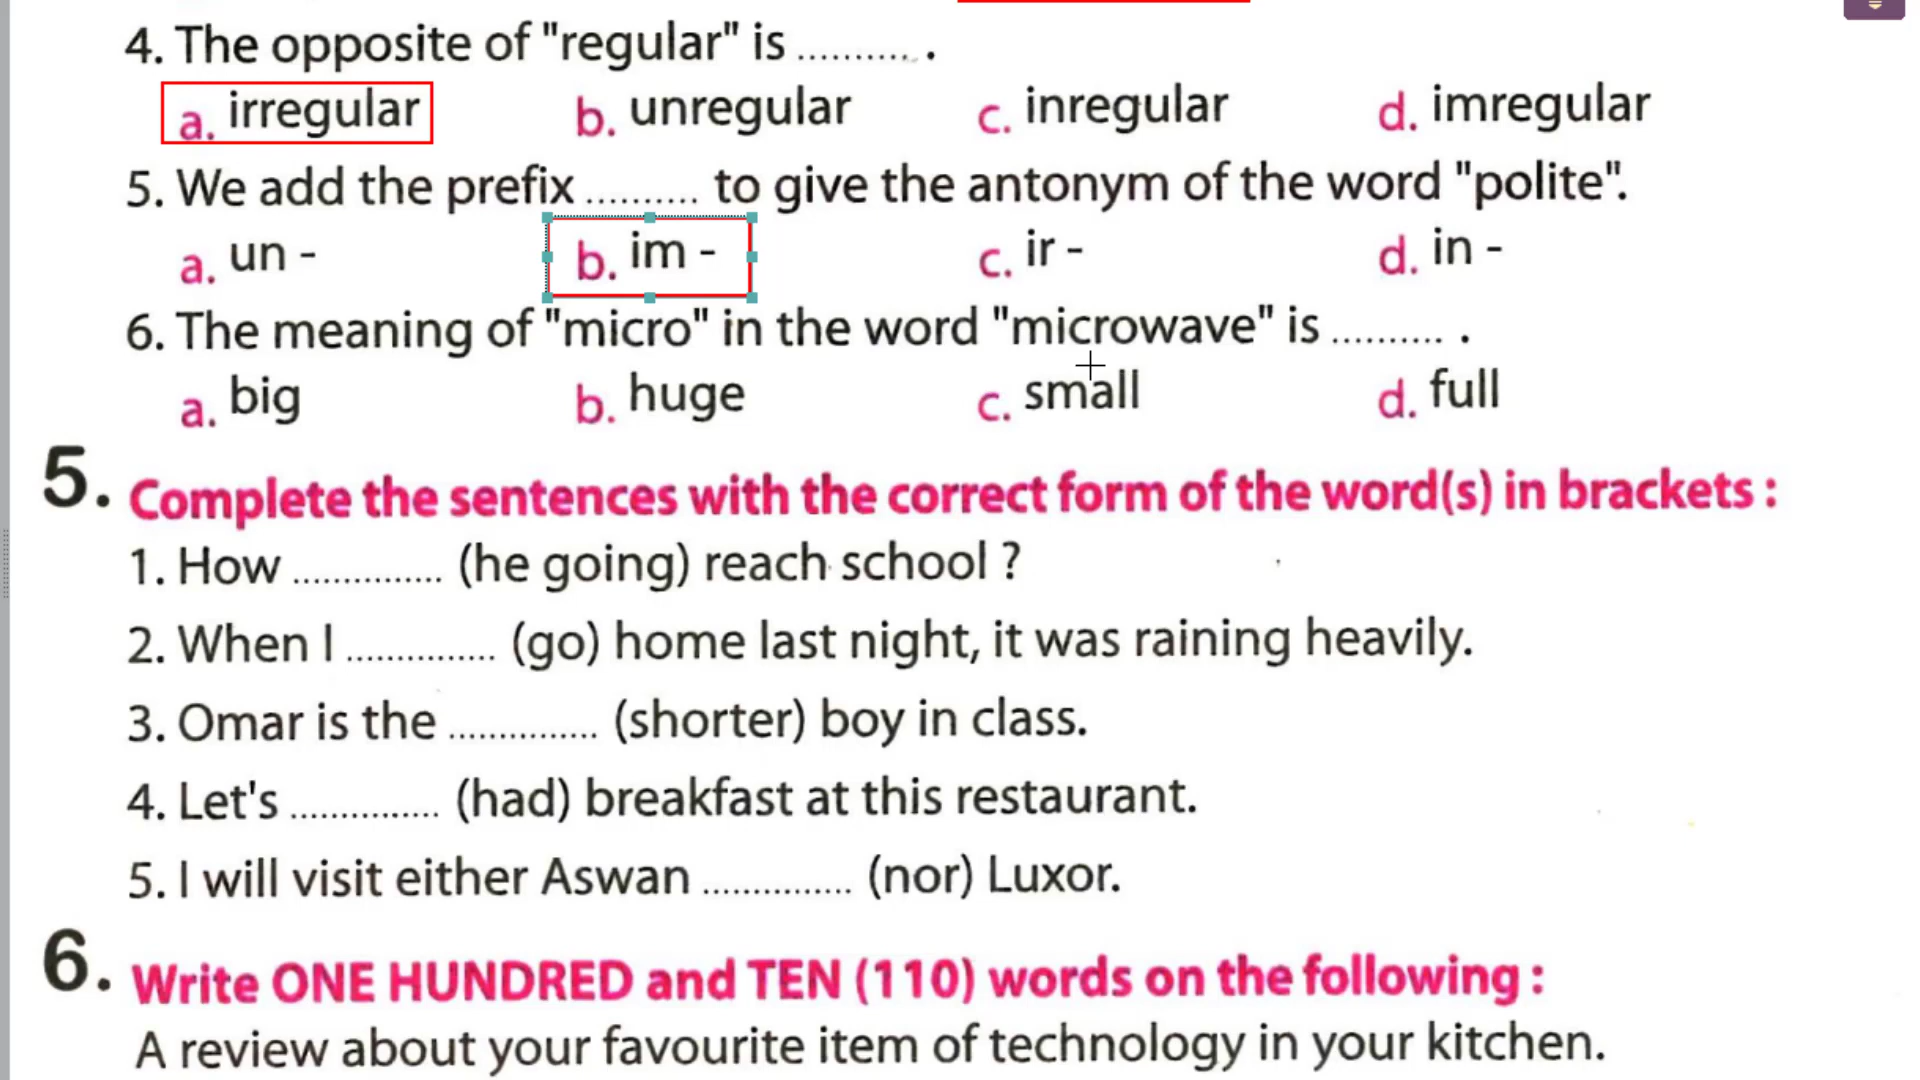 4. The opposite of "regular" is .......... .
a. irregular b. unregular c. inregular d. imregular
5. We add the prefix .......... to give the antonym of the word "polite".
a. un - b. im - c. ir - d. in -
6. The meaning of "micro" in the word "microwave" is .......... .
a. big b. huge c. small d. full
5. Complete the sentences with the correct form of the word(s) in brackets :
1. How ............... (he going) reach school ?
2. When I ............... (go) home last night, it was raining heavily.
3. Omar is the ............... (shorter) boy in class.
4. Let's ............... (had) breakfast at this restaurant.
5. I will visit either Aswan ............... (nor) Luxor.
6. Write ONE HUNDRED and TEN (110) words on the following :
A review about your favourite item of technology in your kitchen.